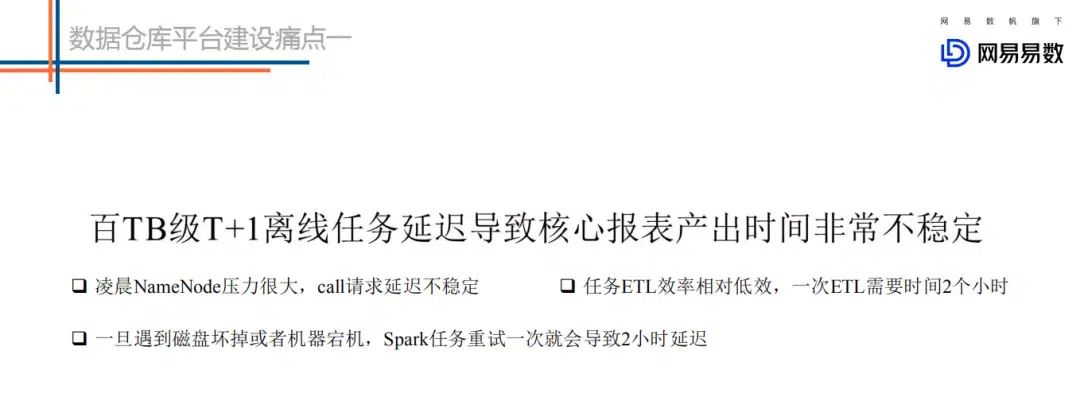 数据仓库平台建设痛点一
网易数帆旗下
网易易数
百TB级T+1离线任务延迟导致核心报表产出时间非常不稳定
凌晨NameNode压力很大，call请求延迟不稳定
任务ETL效率相对低效，一次ETL需要时间2个小时
一旦遇到磁盘坏掉或者机器宕机，Spark任务重试一次就会导致2小时延迟